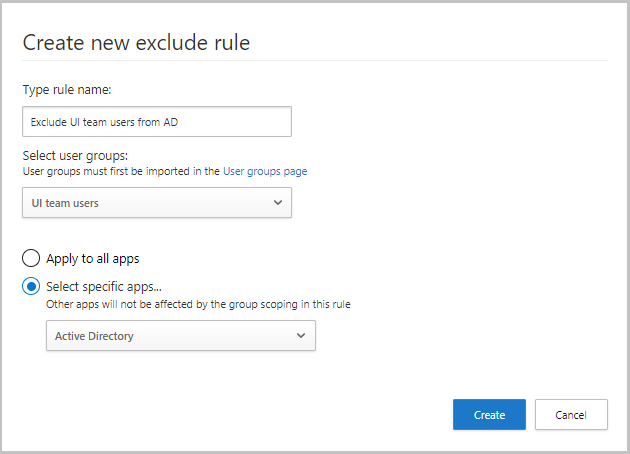 Create new exclude rule
Type rule name:
Exclude UI team users from AD
Select user groups:
User groups must first be imported in the User groups page
UI team users
Apply to all apps
Select specific apps...
Other apps will not be affected by the group scoping in this rule
Active Directory
Create Cancel